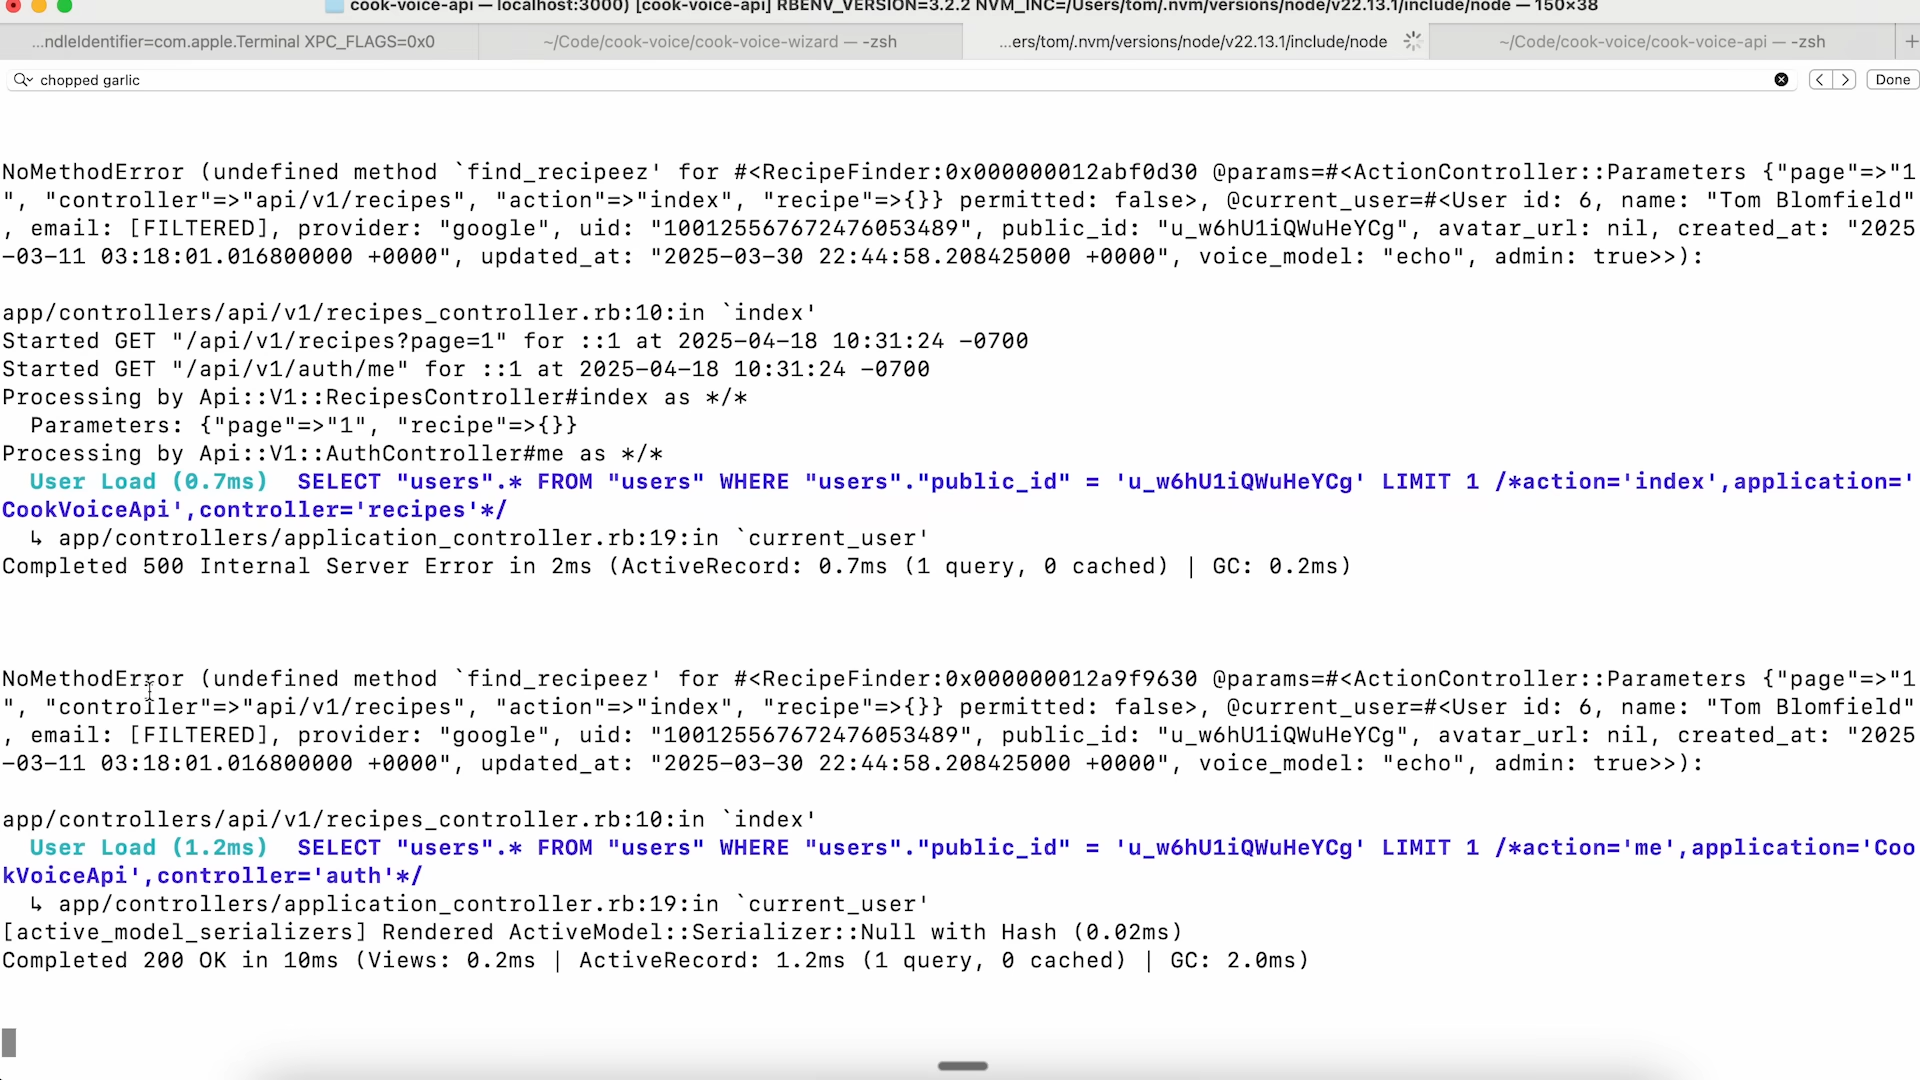 cook-voice-api — localhost:3000) [cook-voice-api] RBENV_VERSION=3.2.2 NVM_INC=/Users/tom/.nvm/versions/node/v22.13.1/include/node — 150×38
...ndleIdentifier=com.apple.Terminal XPC_FLAGS=0x0
~/Code/cook-voice/cook-voice-wizard — -zsh
...ers/tom/.nvm/versions/node/v22.13.1/include/node
~/Code/cook-voice/cook-voice-api — -zsh
+
chopped garlic
< > Done
NoMethodError (undefined method `find_recipeez' for #<RecipeFinder:0x000000012abf0d30 @params=#<ActionController::Parameters {"page"=>"1
", "controller"=>"api/v1/recipes", "action"=>"index", "recipe"=>{}} permitted: false>, @current_user=#<User id: 6, name: "Tom Blomfield"
, email: [FILTERED], provider: "google", uid: "100125567672476053489", public_id: "u_w6hU1iQWuHeYCg", avatar_url: nil, created_at: "2025
-03-11 03:18:01.016800000 +0000", updated_at: "2025-03-30 22:44:58.208425000 +0000", voice_model: "echo", admin: true>>):
app/controllers/api/v1/recipes_controller.rb:10:in `index'
Started GET "/api/v1/recipes?page=1" for ::1 at 2025-04-18 10:31:24 -0700
Started GET "/api/v1/auth/me" for ::1 at 2025-04-18 10:31:24 -0700
Processing by Api::V1::RecipesController#index as */*
Parameters: {"page"=>"1", "recipe"=>{}}
Processing by Api::V1::AuthController#me as */*
User Load (0.7ms)  SELECT "users".* FROM "users" WHERE "users"."public_id" = 'u_w6hU1iQWuHeYCg' LIMIT 1 /*action='index',application='
CookVoiceApi',controller='recipes'*/
↳ app/controllers/application_controller.rb:19:in `current_user'
Completed 500 Internal Server Error in 2ms (ActiveRecord: 0.7ms (1 query, 0 cached) | GC: 0.2ms)
NoMethodError (undefined method `find_recipeez' for #<RecipeFinder:0x000000012a9f9630 @params=#<ActionController::Parameters {"page"=>"1
", "controller"=>"api/v1/recipes", "action"=>"index", "recipe"=>{}} permitted: false>, @current_user=#<User id: 6, name: "Tom Blomfield"
, email: [FILTERED], provider: "google", uid: "100125567672476053489", public_id: "u_w6hU1iQWuHeYCg", avatar_url: nil, created_at: "2025
-03-11 03:18:01.016800000 +0000", updated_at: "2025-03-30 22:44:58.208425000 +0000", voice_model: "echo", admin: true>>):
app/controllers/api/v1/recipes_controller.rb:10:in `index'
User Load (1.2ms)  SELECT "users".* FROM "users" WHERE "users"."public_id" = 'u_w6hU1iQWuHeYCg' LIMIT 1 /*action='me',application='Coo
kVoiceApi',controller='auth'*/
↳ app/controllers/application_controller.rb:19:in `current_user'
[active_model_serializers] Rendered ActiveModel::Serializer::Null with Hash (0.02ms)
Completed 200 OK in 10ms (Views: 0.2ms | ActiveRecord: 1.2ms (1 query, 0 cached) | GC: 2.0ms)